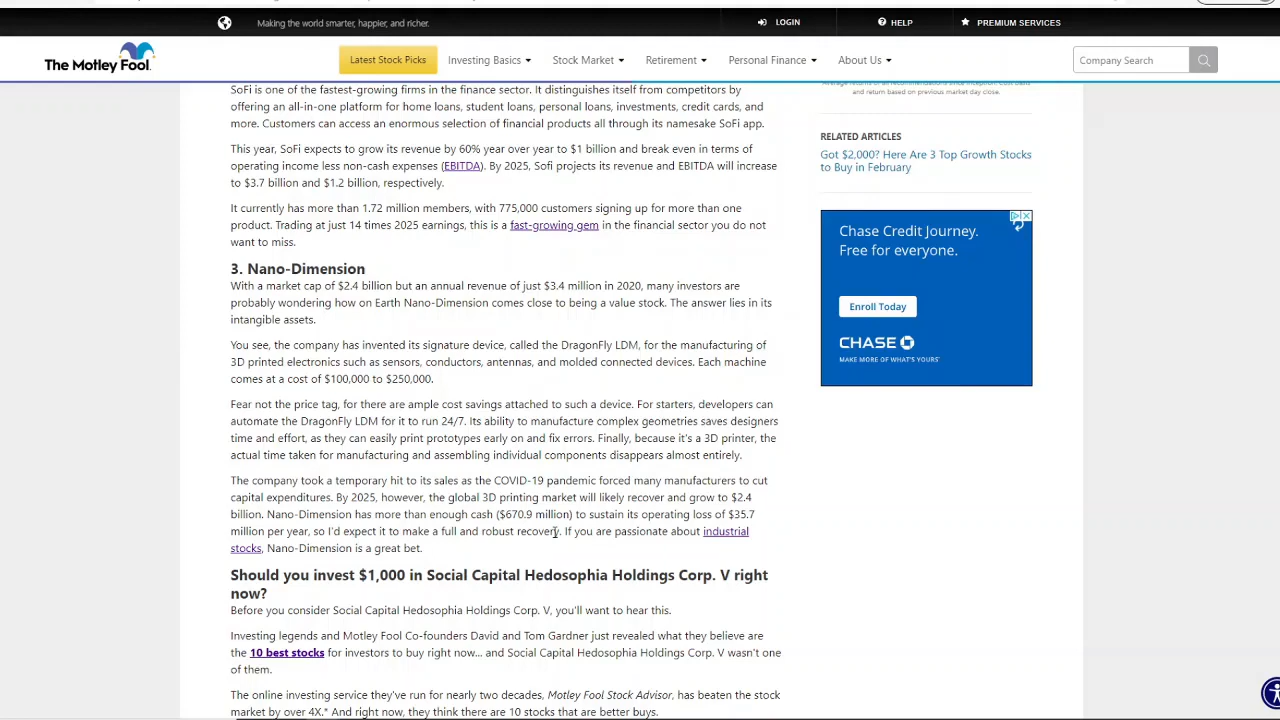 Making the world smarter, happier, and richer.
LOGIN
HELP
PREMIUM SERVICES
The Motley Fool.
Latest Stock Picks
Investing Basics
Stock Market
Retirement
Personal Finance
About Us
Company Search
SoFi is one of the fastest-growing firms in the finance sector. It distinguishes itself from competitors by
offering an all-in-one platform for home loans, student loans, personal loans, investments, credit cards, and
more. Customers can access an enormous selection of financial products all through its namesake SoFi app.
This year, SoFi expects to grow its revenue by 60% year over year to $1 billion and break even in terms of
operating income less non-cash expenses (EBITDA). By 2025, Sofi projects its revenue and EBITDA will increase
to $3.7 billion and $1.2 billion, respectively.
It currently has more than 1.72 million members, with 775,000 customers signing up for more than one
product. Trading at just 14 times 2025 earnings, this is a fast-growing gem in the financial sector you do not
want to miss.
3. Nano-Dimension
With a market cap of $2.4 billion but an annual revenue of just $3.4 million in 2020, many investors are
probably wondering how on Earth Nano-Dimension comes close to being a value stock. The answer lies in its
intangible assets.
You see, the company has invented its signature device, called the DragonFly LDM, for the manufacturing of
3D printed electronics such as sensors, conductors, antennas, and molded connected devices. Each machine
comes at a cost of $100,000 to $250,000.
Fear not the price tag, for there are ample cost savings attached to such a device. For starters, developers can
automate the DragonFly LDM for it to run 24/7. Its ability to manufacture complex geometries saves designers
time and effort, as they can easily print prototypes early on and fix errors. Finally, because it's a 3D printer, the
actual time taken for manufacturing and assembling individual components disappears almost entirely.
The company took a temporary hit to its sales as the COVID-19 pandemic forced many manufacturers to cut
capital expenditures. By 2025, however, the global 3D printing market will likely recover and grow to $2.4
billion. Nano-Dimension has more than enough cash ($670.9 million) to sustain its operating loss of $35.7
million per year, so I'd expect it to make a full and robust recovery. If you are passionate about industrial
stocks, Nano-Dimension is a great bet.
Should you invest $1,000 in Social Capital Hedosophia Holdings Corp. V right
now?
Before you consider Social Capital Hedosophia Holdings Corp. V, you'll want to hear this.
Investing legends and Motley Fool Co-founders David and Tom Gardner just revealed what they believe are
the 10 best stocks for investors to buy right now... and Social Capital Hedosophia Holdings Corp. V wasn't one
of them.
The online investing service they've run for nearly two decades, Motley Fool Stock Advisor, has beaten the stock
market by over 4X.* And right now, they think there are 10 stocks that are better buys.
and return based on previous market day close.
RELATED ARTICLES
Got $2,000? Here Are 3 Top Growth Stocks
to Buy in February
Chase Credit Journey.
Free for everyone.
Enroll Today
CHASE
MAKE MORE OF WHAT'S YOURS